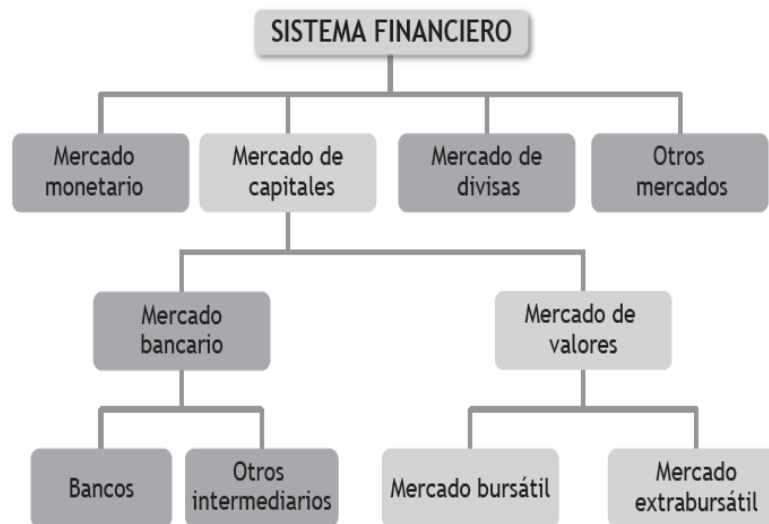 SISTEMA FINANCIERO
Mercado
monetario
Mercado de
capitales
Mercado de
divisas
Otros
mercados
Mercado
bancario
Mercado de
valores
Bancos
Otros
intermediarios
Mercado bursátil
Mercado
extrabursátil